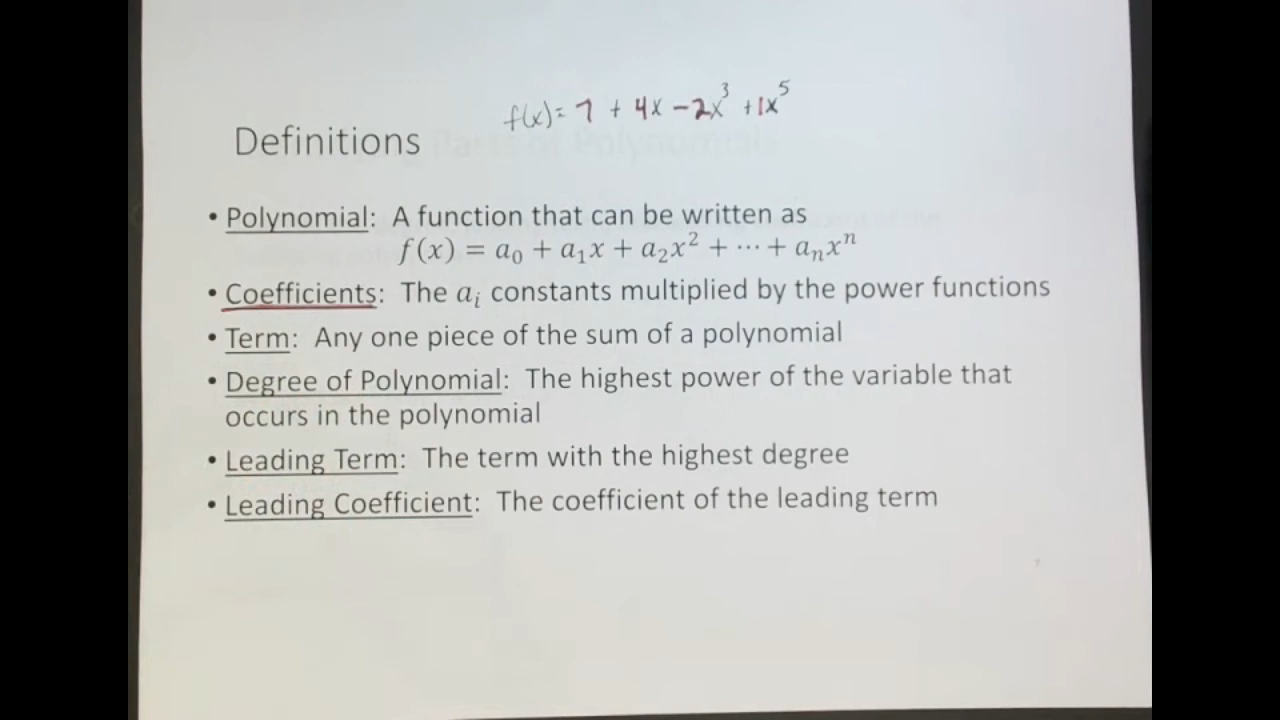 f(x) = 7 + 4x - 2x³ + 1x⁵
Definitions
• Polynomial: A function that can be written as
f(x) = a₀ + a₁x + a₂x² + ⋯ + aₙxⁿ
• Coefficients: The aᵢ constants multiplied by the power functions
• Term: Any one piece of the sum of a polynomial
• Degree of Polynomial: The highest power of the variable that
occurs in the polynomial
• Leading Term: The term with the highest degree
• Leading Coefficient: The coefficient of the leading term